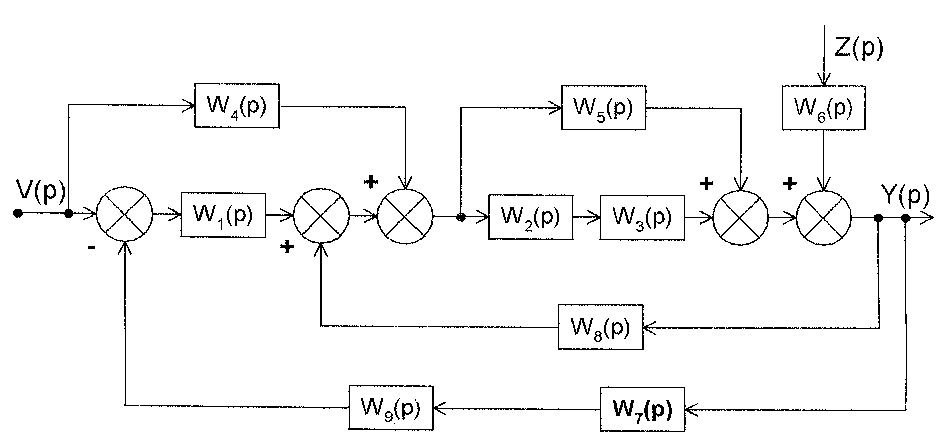 Z(p)
W4(p)
W5(p)
W6(p)
V(p)
+
+
+
Y(p)
W1(p)
W2(p)
W3(p)
-
+
W8(p)
W9(p)
W7(p)